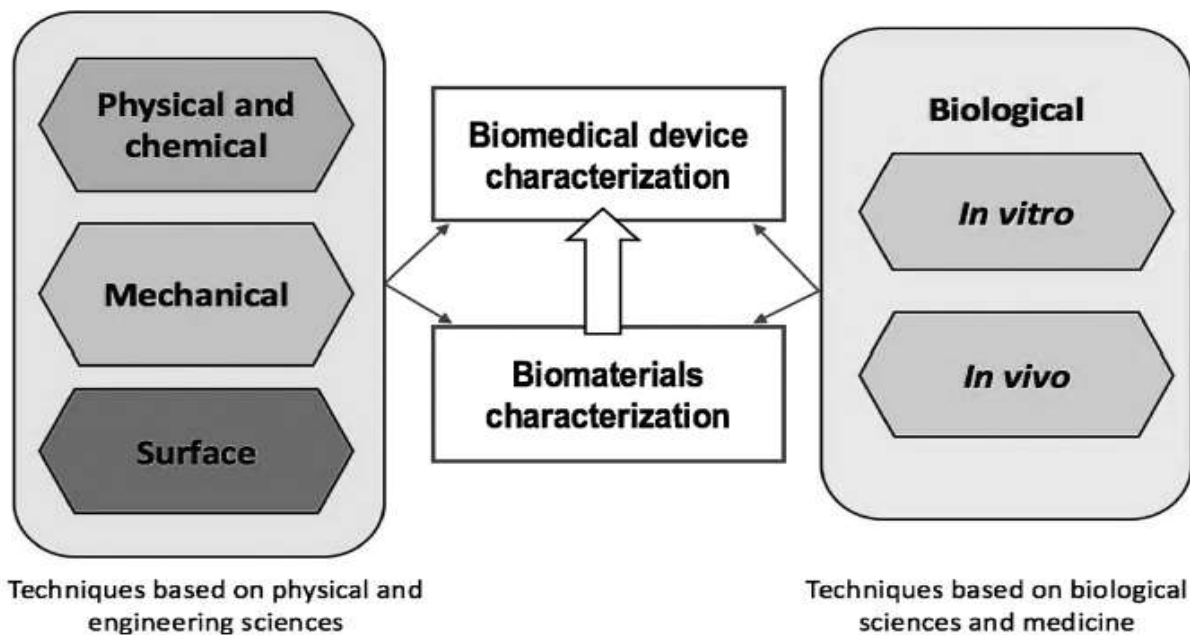 Physical and
chemical
Mechanical
Surface
Techniques based on physical and
engineering sciences
Biomedical device
characterization
Biomaterials
characterization
Biological
In vitro
In vivo
Techniques based on biological
sciences and medicine